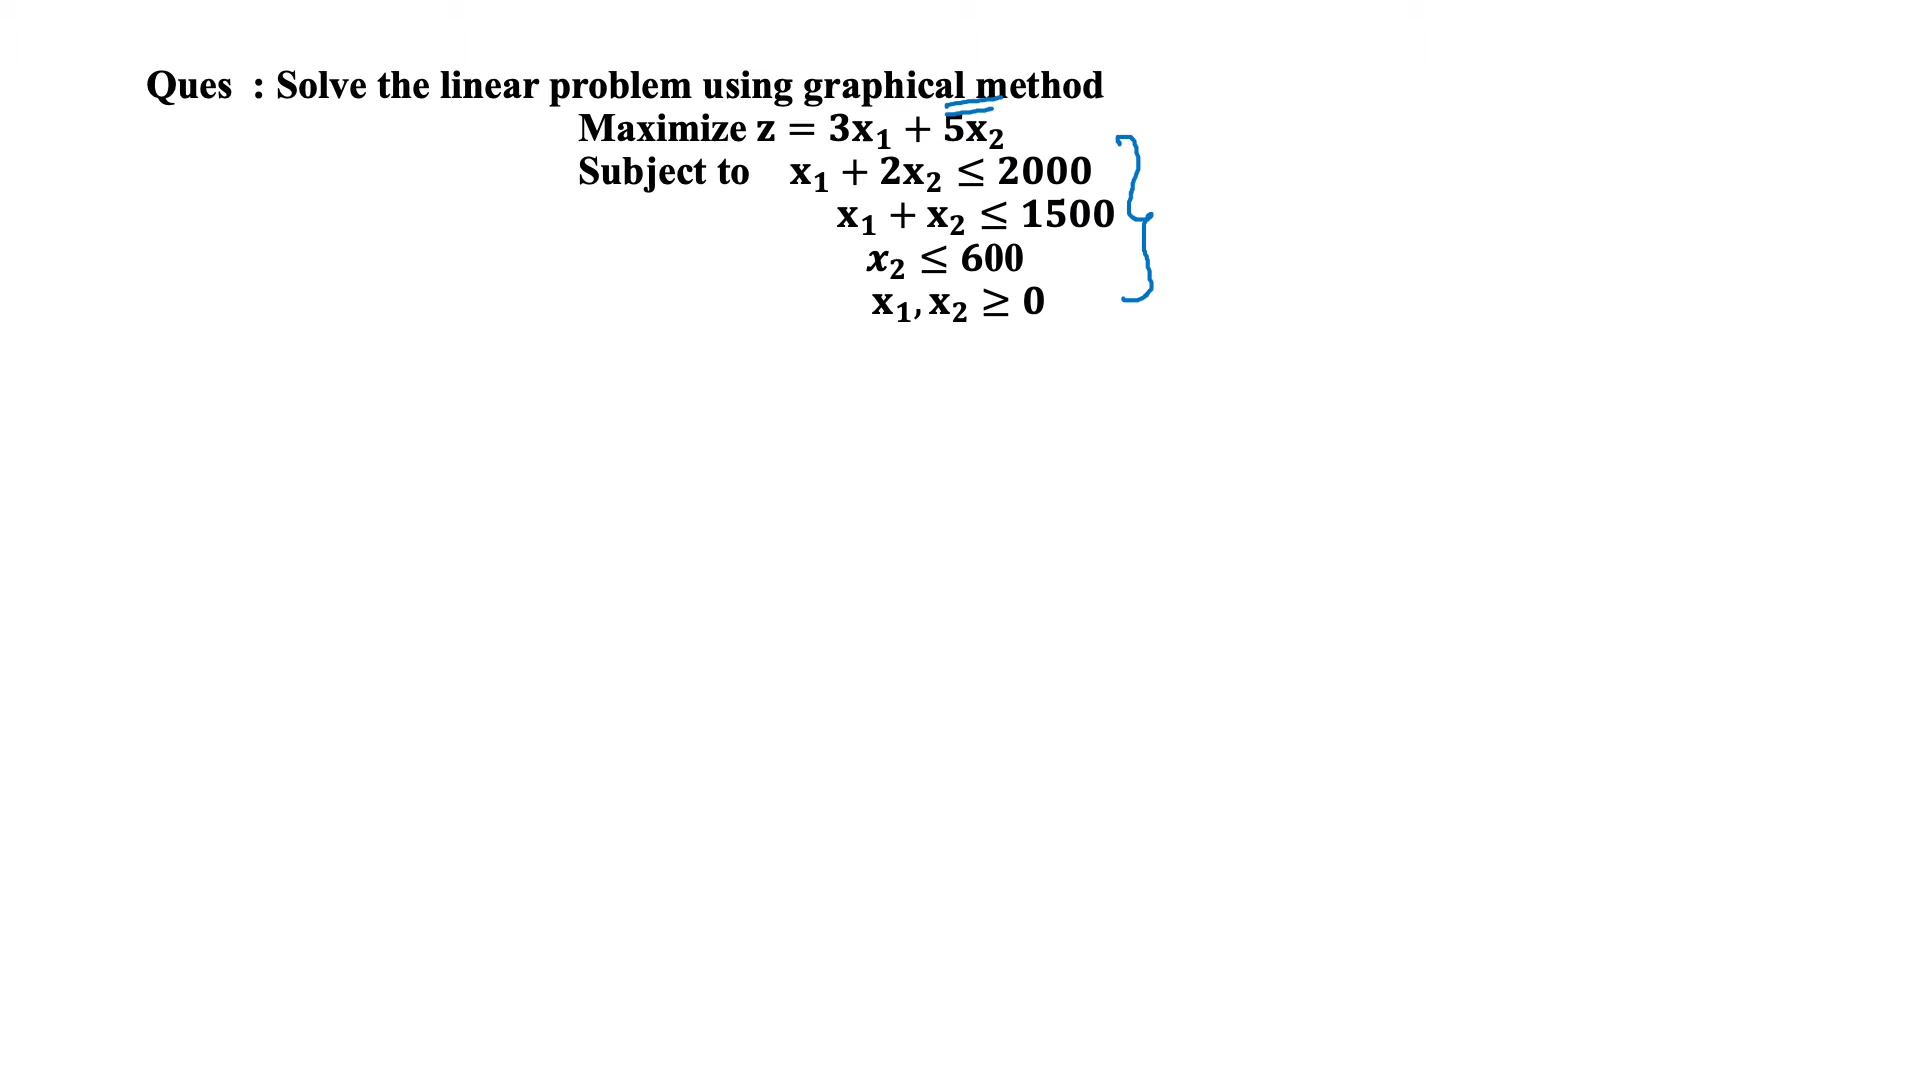 Ques : Solve the linear problem using graphical method
Maximize z = 3x₁ + 5x₂
Subject to x₁ + 2x₂ ≤ 2000
x₁ + x₂ ≤ 1500
x₂ ≤ 600
x₁, x₂ ≥ 0